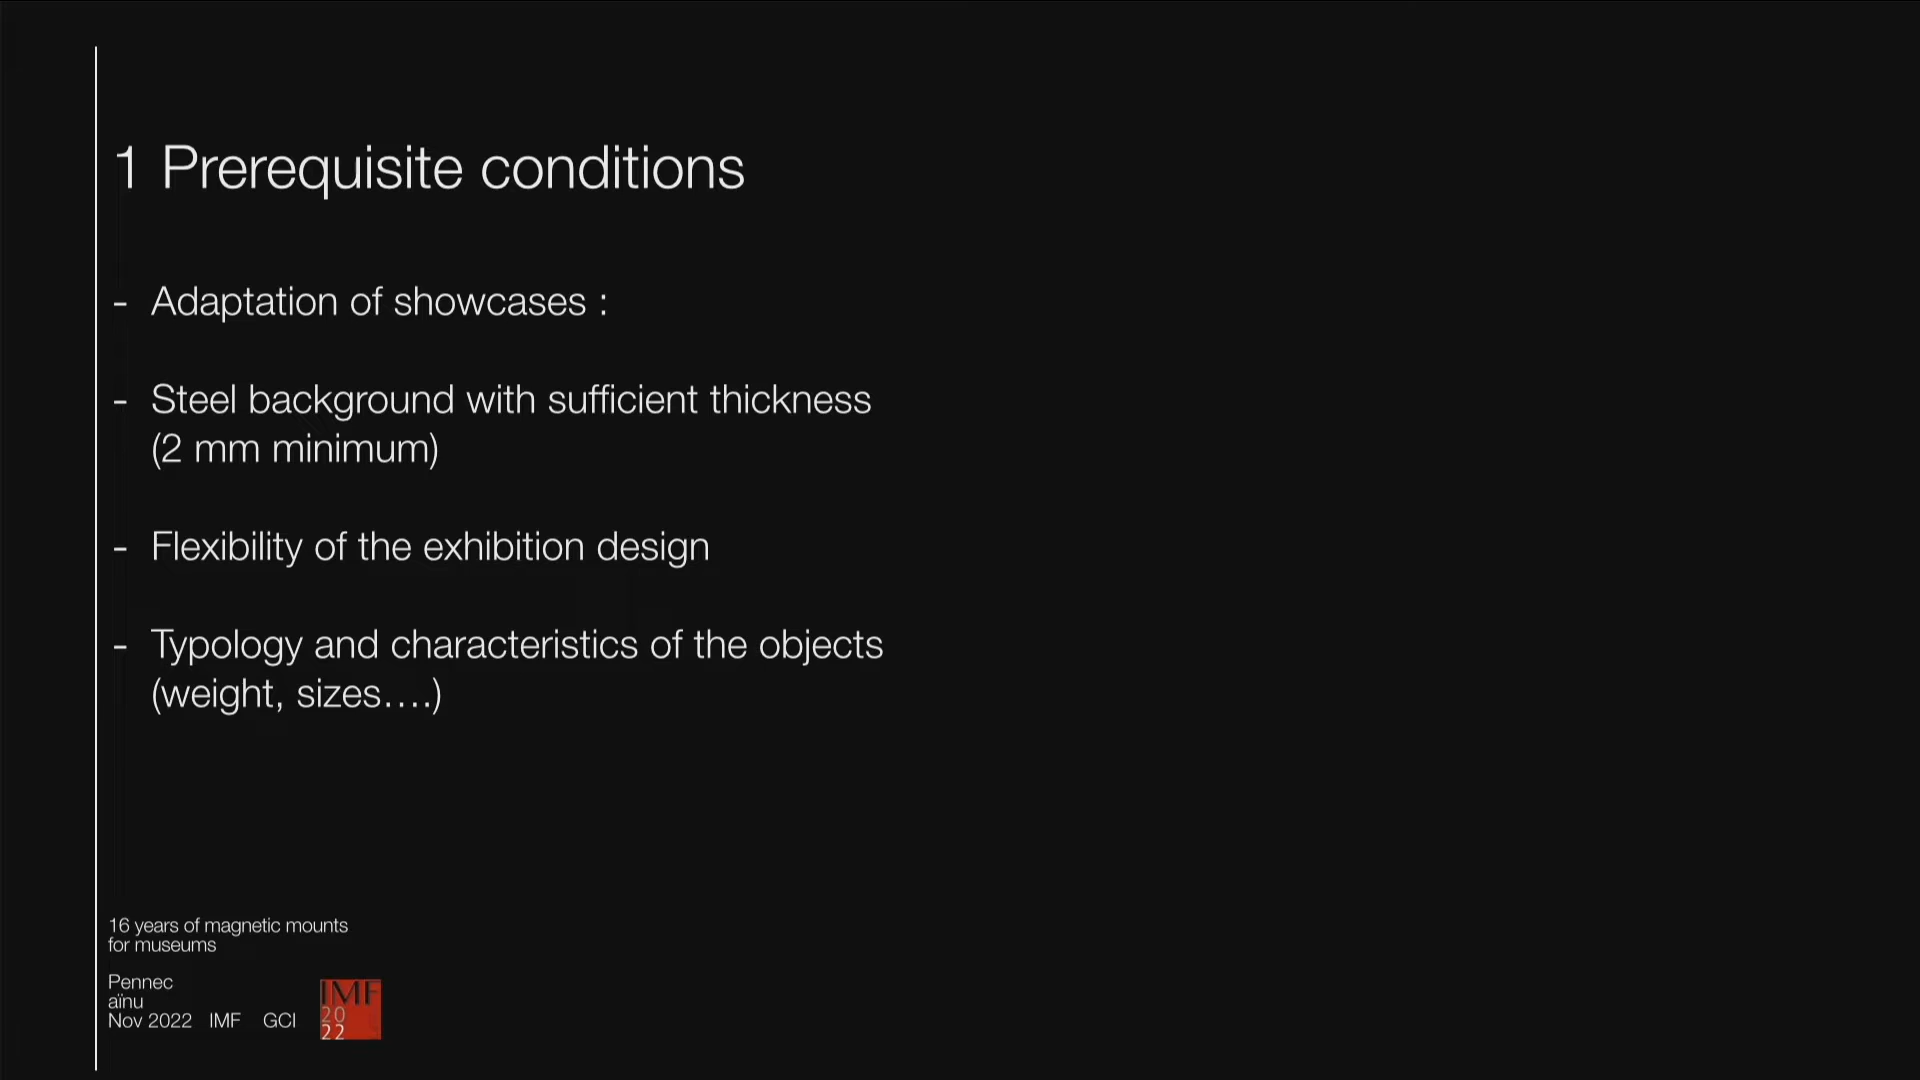 1 Prerequisite conditions
- Adaptation of showcases :
- Steel background with sufficient thickness
(2 mm minimum)
- Flexibility of the exhibition design
- Typology and characteristics of the objects
(weight, sizes….)
16 years of magnetic mounts
for museums
Pennec
aïnu
Nov 2022 IMF GCI
IMF
20
22